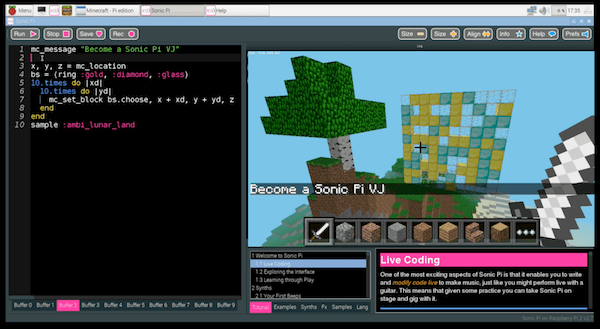 Menu
Minecraft - Pi edition
Sonic Pi
Help
17:35
Sonic Pi
Run
Stop
Save
Rec
Size
Size
Align
Info
Help
Prefs
1 mc_message "Become a Sonic Pi VJ"
2
3 x, y, z = mc_location
4 bs = (ring :gold, :diamond, :glass)
5 10.times do |xd|
6 10.times do |yd|
7 mc_set_block bs.choose, x + xd, y + yd, z
8 end
9 end
10 sample :ambi_lunar_land
Become a Sonic Pi VJ
1 Welcome to Sonic Pi
1.1 Live Coding
1.2 Exploring the Interface
1.3 Learning through Play
2 Synths
2.1 Your First Beeps
Tutorial Examples Synths Fx Samples Lang
Live Coding
One of the most exciting aspects of Sonic Pi is that it enables you to write
and modify code live to make music, just like you might perform live with a
guitar. This means that given some practice you can take Sonic Pi on
stage and gig with it.
Buffer 0 Buffer 1 Buffer 2 Buffer 3 Buffer 4 Buffer 5 Buffer 6 Buffer 7 Buffer 8 Buffer 9